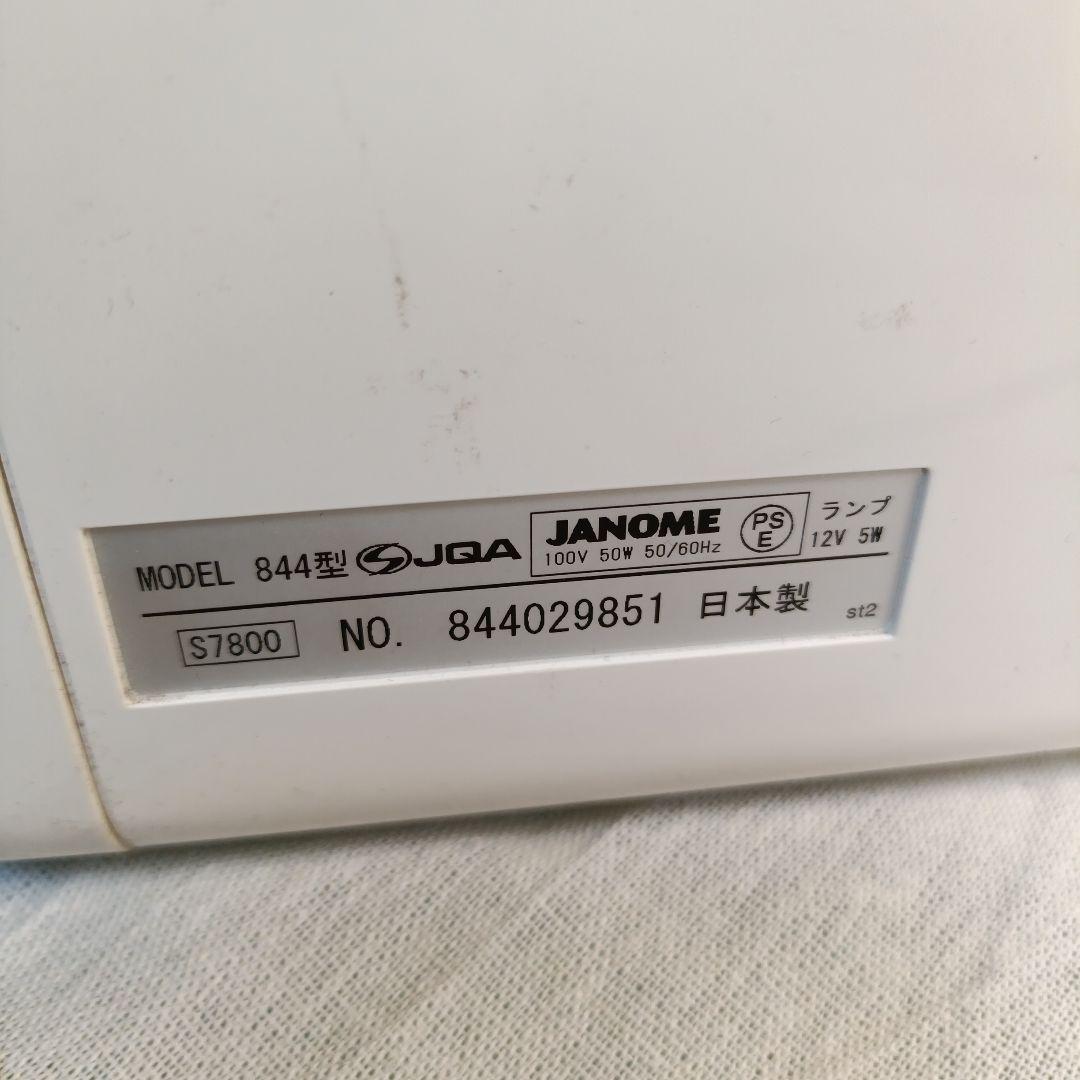 MODEL 844型 JQA JANOME PSE ランプ
100V 50W 50/60Hz 12V 5W
S7800 NO. 844029851 日本製 st2